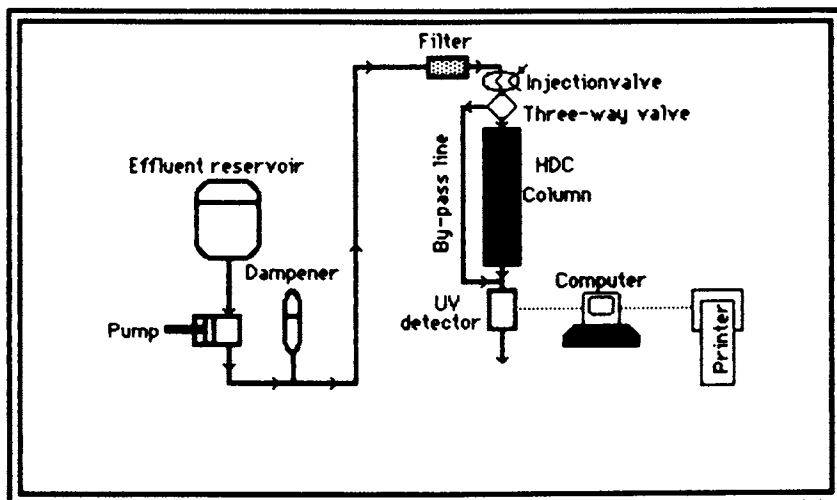 Filter
Injectionvalve
Three-way valve
Effluent reservoir
HDC
Column
By-pass line
Dampener
Computer
UV
detector
Pump
Printer